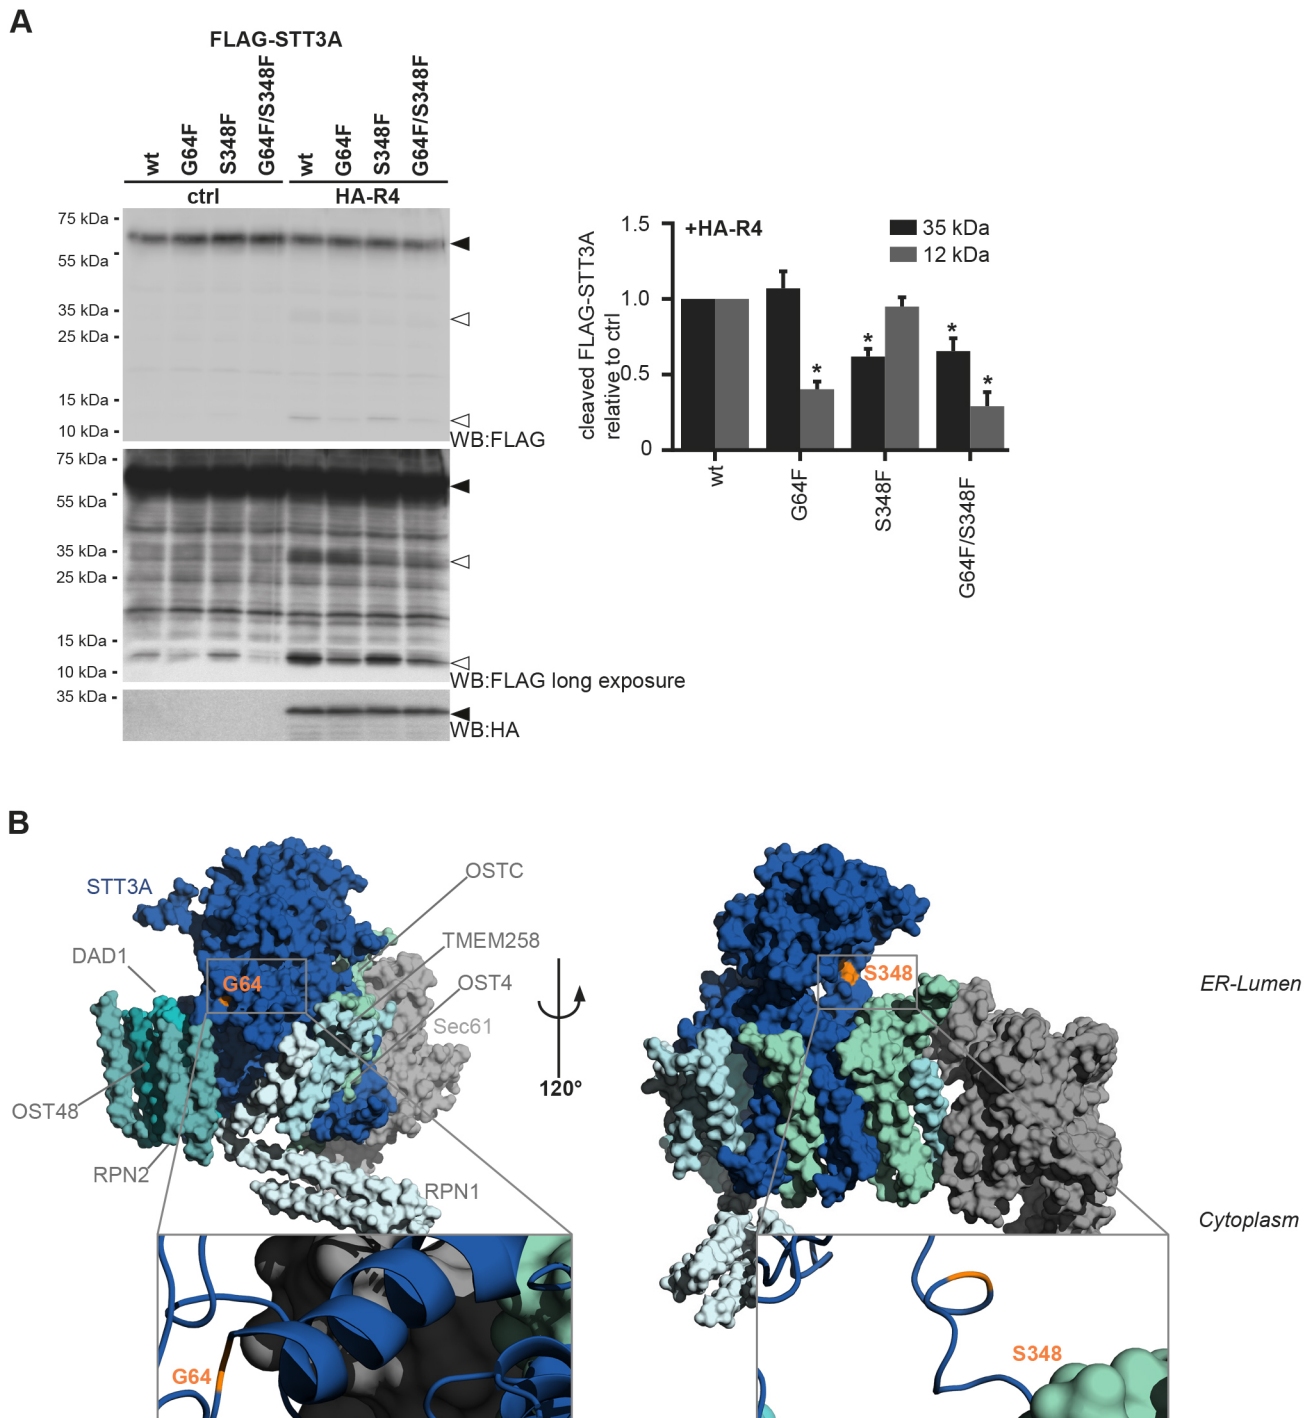 A
FLAG-STT3A
wt
G64F
S348F
G64F/S348F
wt
G64F
S348F
G64F/S348F
ctrl
HA-R4
75 kDa
55 kDa
35 kDa
25 kDa
15 kDa
10 kDa
WB:FLAG
75 kDa
55 kDa
35 kDa
25 kDa
15 kDa
10 kDa
WB:FLAG long exposure
35 kDa
WB:HA
cleaved FLAG-STT3A
relative to ctrl
1.5
1.0
0.5
0
+HA-R4
35 kDa
12 kDa
*
*
*
*
wt
G64F
S348F
G64F/S348F
B
STT3A
OSTC
DAD1
TMEM258
G64
OST4
Sec61
OST48
RPN2
RPN1
120°
S348
ER-Lumen
Cytoplasm
G64
S348